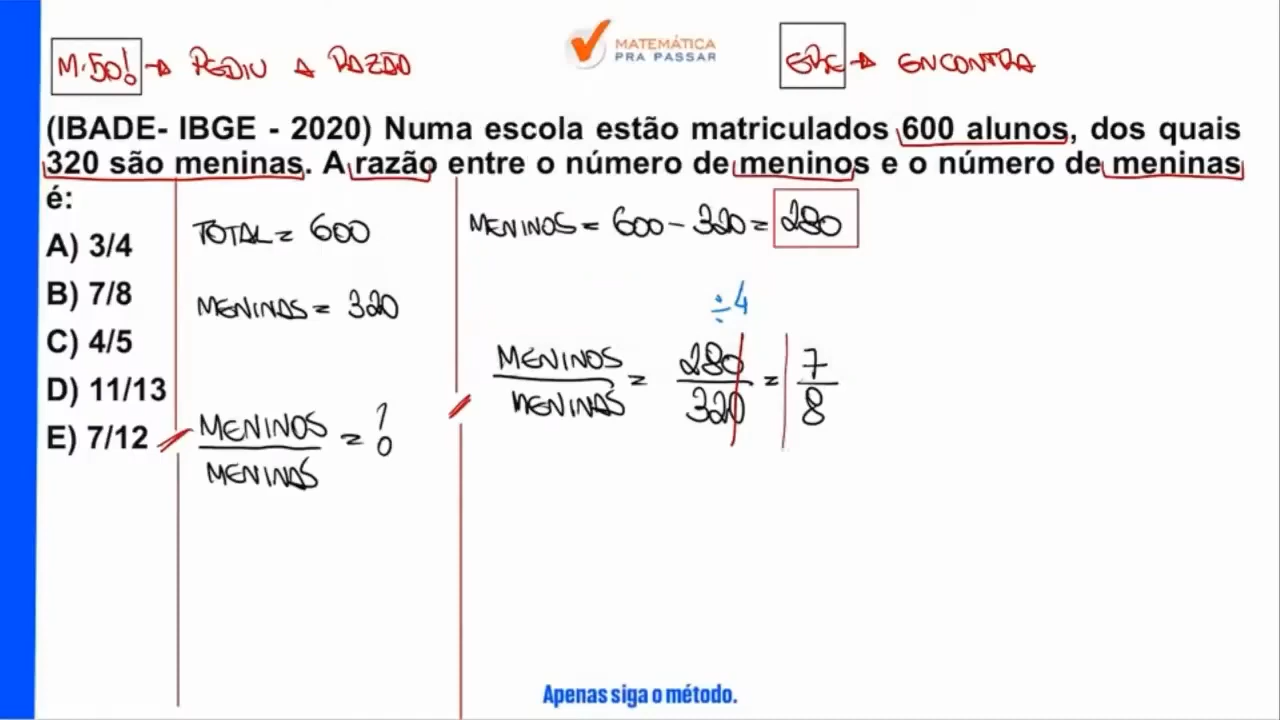 M.50! → PEDIU A RAZÃO
MATEMÁTICA
PRA PASSAR
→ ENCONTRA
(IBADE- IBGE - 2020) Numa escola estão matriculados 600 alunos, dos quais
320 são meninas. A razão entre o número de meninos e o número de meninas
é:
A) 3/4
B) 7/8
C) 4/5
D) 11/13
E) 7/12
TOTAL = 600
MENINAS = 320
MENINOS
MENINAS
= ?
MENINOS = 600 - 320 = 280
÷4
MENINOS
MENINAS
=
280
320
=
7
8
Apenas siga o método.